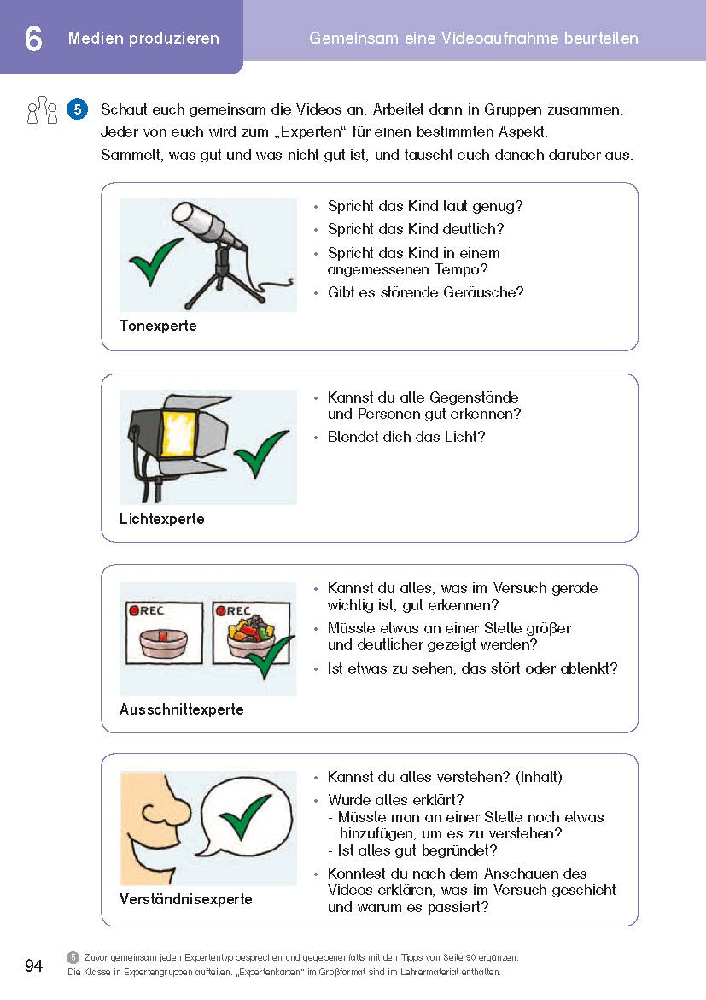 6 Medien produzieren Gemeinsam eine Videoaufnahme beurteilen
5 Schaut euch gemeinsam die Videos an. Arbeitet dann in Gruppen zusammen.
Jeder von euch wird zum „Experten“ für einen bestimmten Aspekt.
Sammelt, was gut und was nicht gut ist, und tauscht euch danach darüber aus.
• Spricht das Kind laut genug?
• Spricht das Kind deutlich?
• Spricht das Kind in einem
angemessenen Tempo?
• Gibt es störende Geräusche?
Tonexperte
• Kannst du alle Gegenstände
und Personen gut erkennen?
• Blendet dich das Licht?
Lichtexperte
REC REC
• Kannst du alles, was im Versuch gerade
wichtig ist, gut erkennen?
• Müsste etwas an einer Stelle größer
und deutlicher gezeigt werden?
• Ist etwas zu sehen, das stört oder ablenkt?
Ausschnittexperte
• Kannst du alles verstehen? (Inhalt)
• Wurde alles erklärt?
- Müsste man an einer Stelle noch etwas
hinzufügen, um es zu verstehen?
- Ist alles gut begründet?
• Könntest du nach dem Anschauen des
Videos erklären, was im Versuch geschieht
und warum es passiert?
Verständnisexperte
94
5 Zuvor gemeinsam jeden Expertentyp besprechen und gegebenenfalls mit den Tipps von Seite 90 ergänzen.
Die Klasse in Expertengruppen aufteilen. „Expertenkarten“ im Großformat sind im Lehrermaterial enthalten.